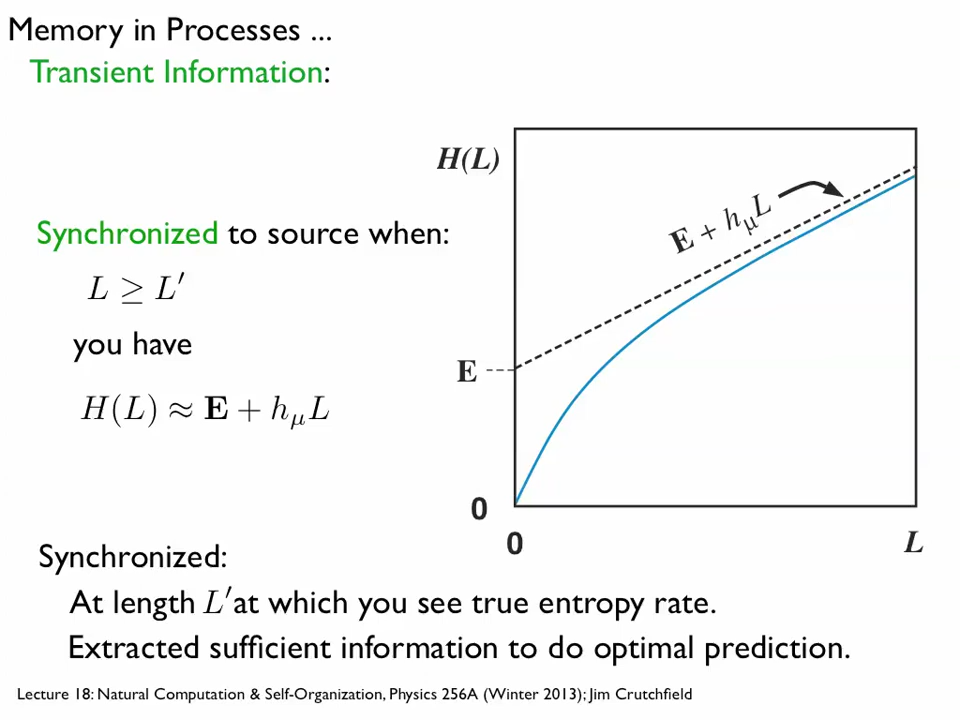 Memory in Processes ...
Transient Information:
H(L)
E + hμL
Synchronized to source when:
L ≥ L′
you have
E
H(L) ≈ E + hμL
0
0
L
Synchronized:
At length L′ at which you see true entropy rate.
Extracted sufficient information to do optimal prediction.
Lecture 18: Natural Computation & Self-Organization, Physics 256A (Winter 2013); Jim Crutchfield